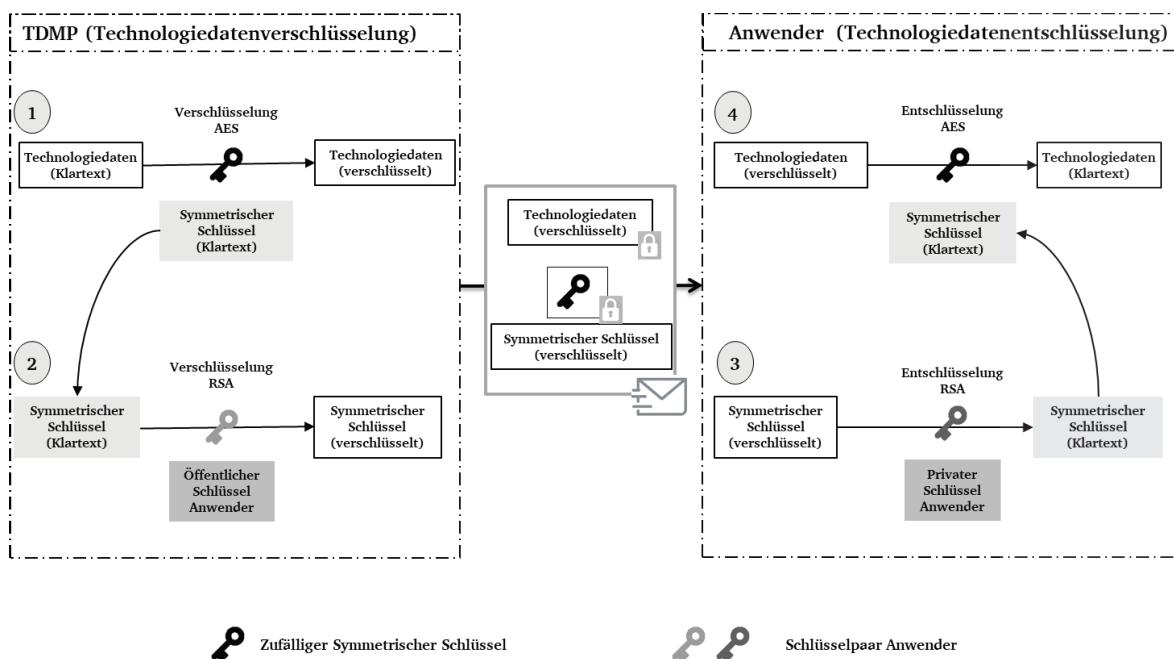 TDMP (Technologiedatenverschlüsselung)
1
Verschlüsselung
AES
Technologiedaten
(Klartext)
Technologiedaten
(verschlüsselt)
Symmetrischer
Schlüssel
(Klartext)
2
Verschlüsselung
RSA
Symmetrischer
Schlüssel
(Klartext)
Symmetrischer
Schlüssel
(verschlüsselt)
Öffentlicher
Schlüssel
Anwender
Technologiedaten
(verschlüsselt)
Symmetrischer Schlüssel
(verschlüsselt)
Anwender (Technologiedatenentschlüsselung)
4
Entschlüsselung
AES
Technologiedaten
(verschlüsselt)
Technologiedaten
(Klartext)
Symmetrischer
Schlüssel
(Klartext)
3
Entschlüsselung
RSA
Symmetrischer
Schlüssel
(verschlüsselt)
Symmetrischer
Schlüssel
(Klartext)
Privater
Schlüssel
Anwender
Zufälliger Symmetrischer Schlüssel
Schlüsselpaar Anwender